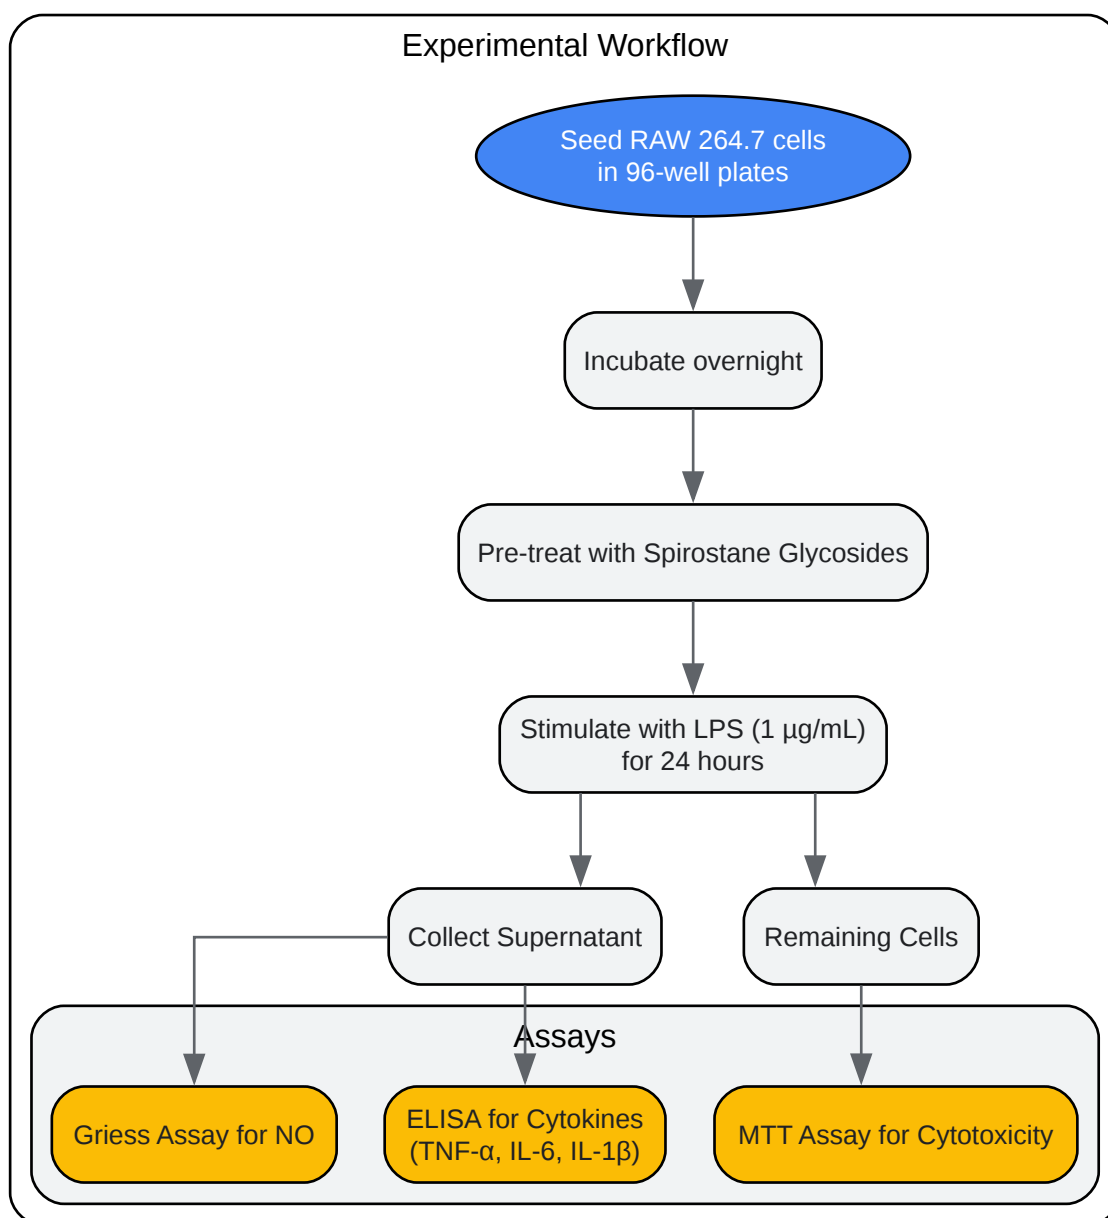 Experimental Workflow
Seed RAW 264.7 cells
in 96-well plates
Incubate overnight
Pre-treat with Spirostane Glycosides
Stimulate with LPS (1 µg/mL)
for 24 hours
Collect Supernatant
Remaining Cells
Assays
Griess Assay for NO
ELISA for Cytokines
(TNF-α, IL-6, IL-1β)
MTT Assay for Cytotoxicity